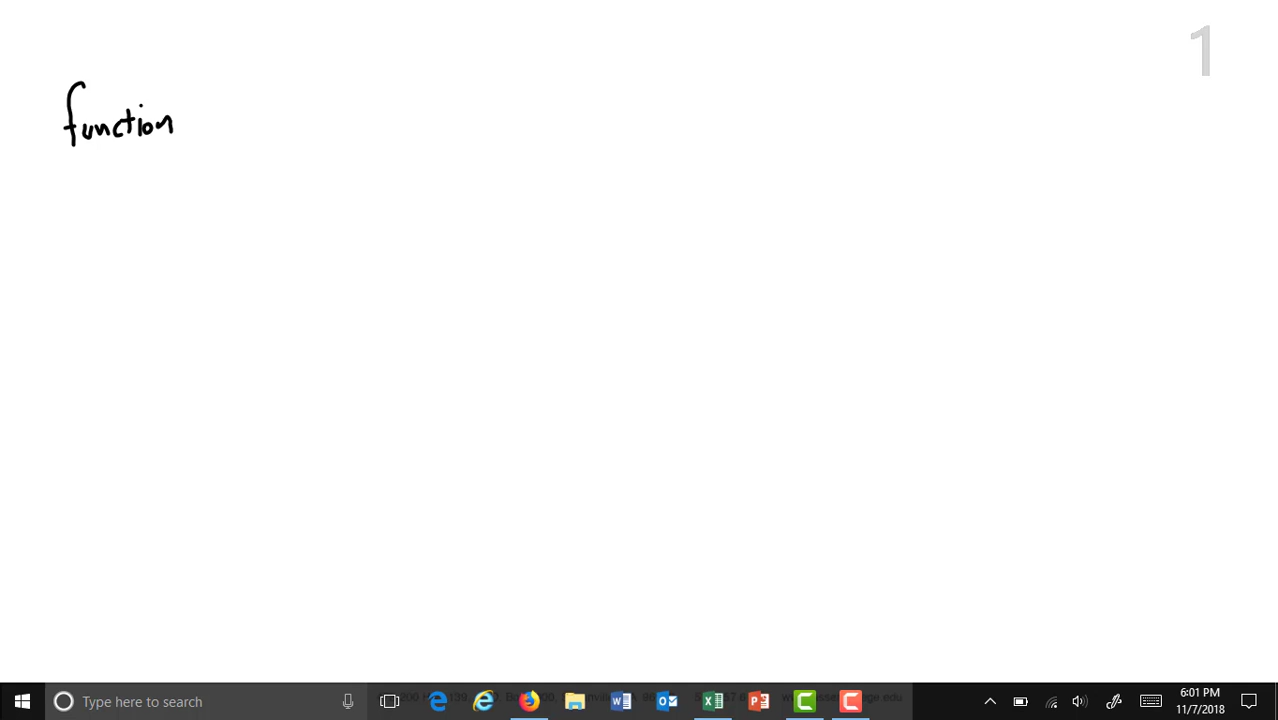 1
function
Type here to search
6:01 PM
11/7/2018